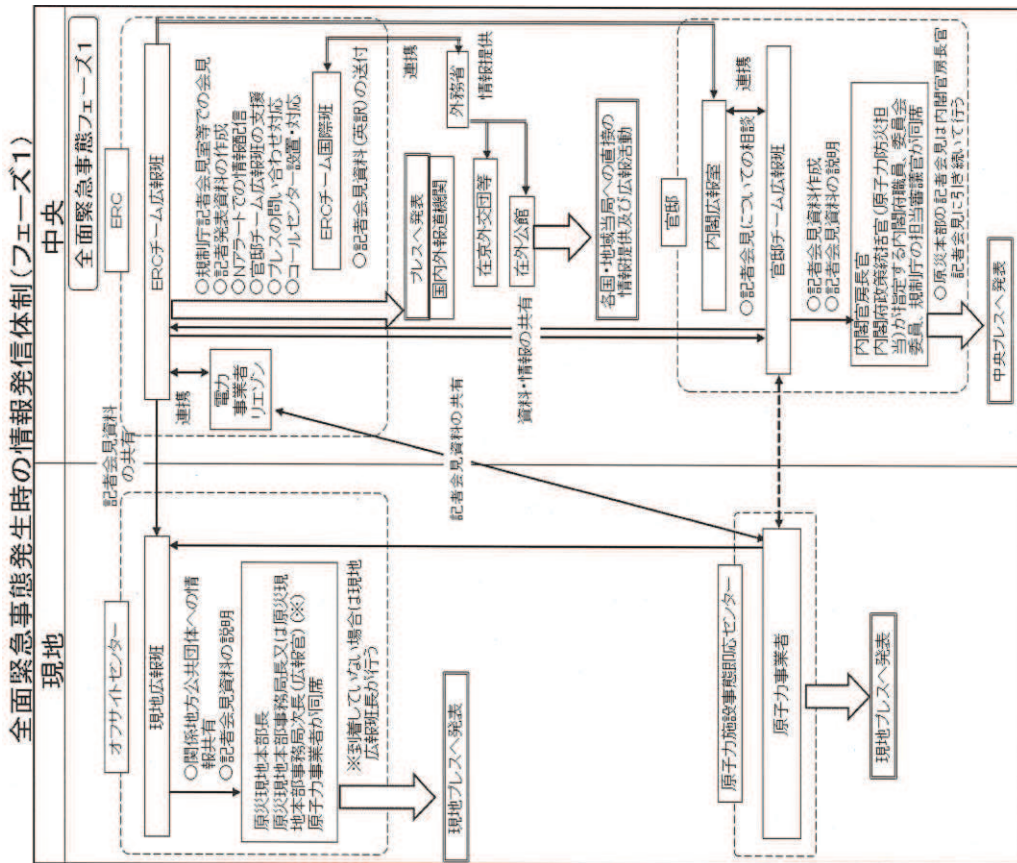 全面緊急事態発生時の情報発信体制(フェーズ1)
現地
中央
全面緊急事態フェーズ1
オフサイトセンター
現地広報班
○関係地方公共団体への情
報共有
○記者会見資料の説明
原災現地本部長
原災現地本部事務局長又は原災現
地本部事務局次長(広報官)(※)
原子力事業者が同席
※到着していない場合は現地
広報班長が行う
現地プレスへ発表
原子力施設事態即応センター
原子力事業者
現地プレスへ発表
記者会見資料
の共有
記者会見資料の共有
ERC
ERCチーム広報班
連携
電力
事業者
リエゾン
○規制庁記者会見室等での会見
○記者発表資料の作成
○Nアラートでの情報配信
○官邸チーム広報班の支援
○プレスの問い合わせ対応
○コールセンター設置・対応
プレスへ発表
国内外報道機関
ERCチーム国際班
○記者会見資料(英訳)の送付
連携
外務省
情報提供
在京外交団等
在外公館
各国・地域当局への直接の
情報提供及び広報活動
資料・情報の共有
官邸
内閣広報室
○記者会見についての相談
連携
官邸チーム広報班
○記者会見資料作成
○記者会見資料の説明
内閣官房長官
内閣府政策統括官(原子力防災担
当)が指定する内閣府職員、委員会
委員、規制庁の担当審議官が同席
○原災本部の記者会見は内閣官房長官
記者会見に引き続いて行う
中央プレスへ発表